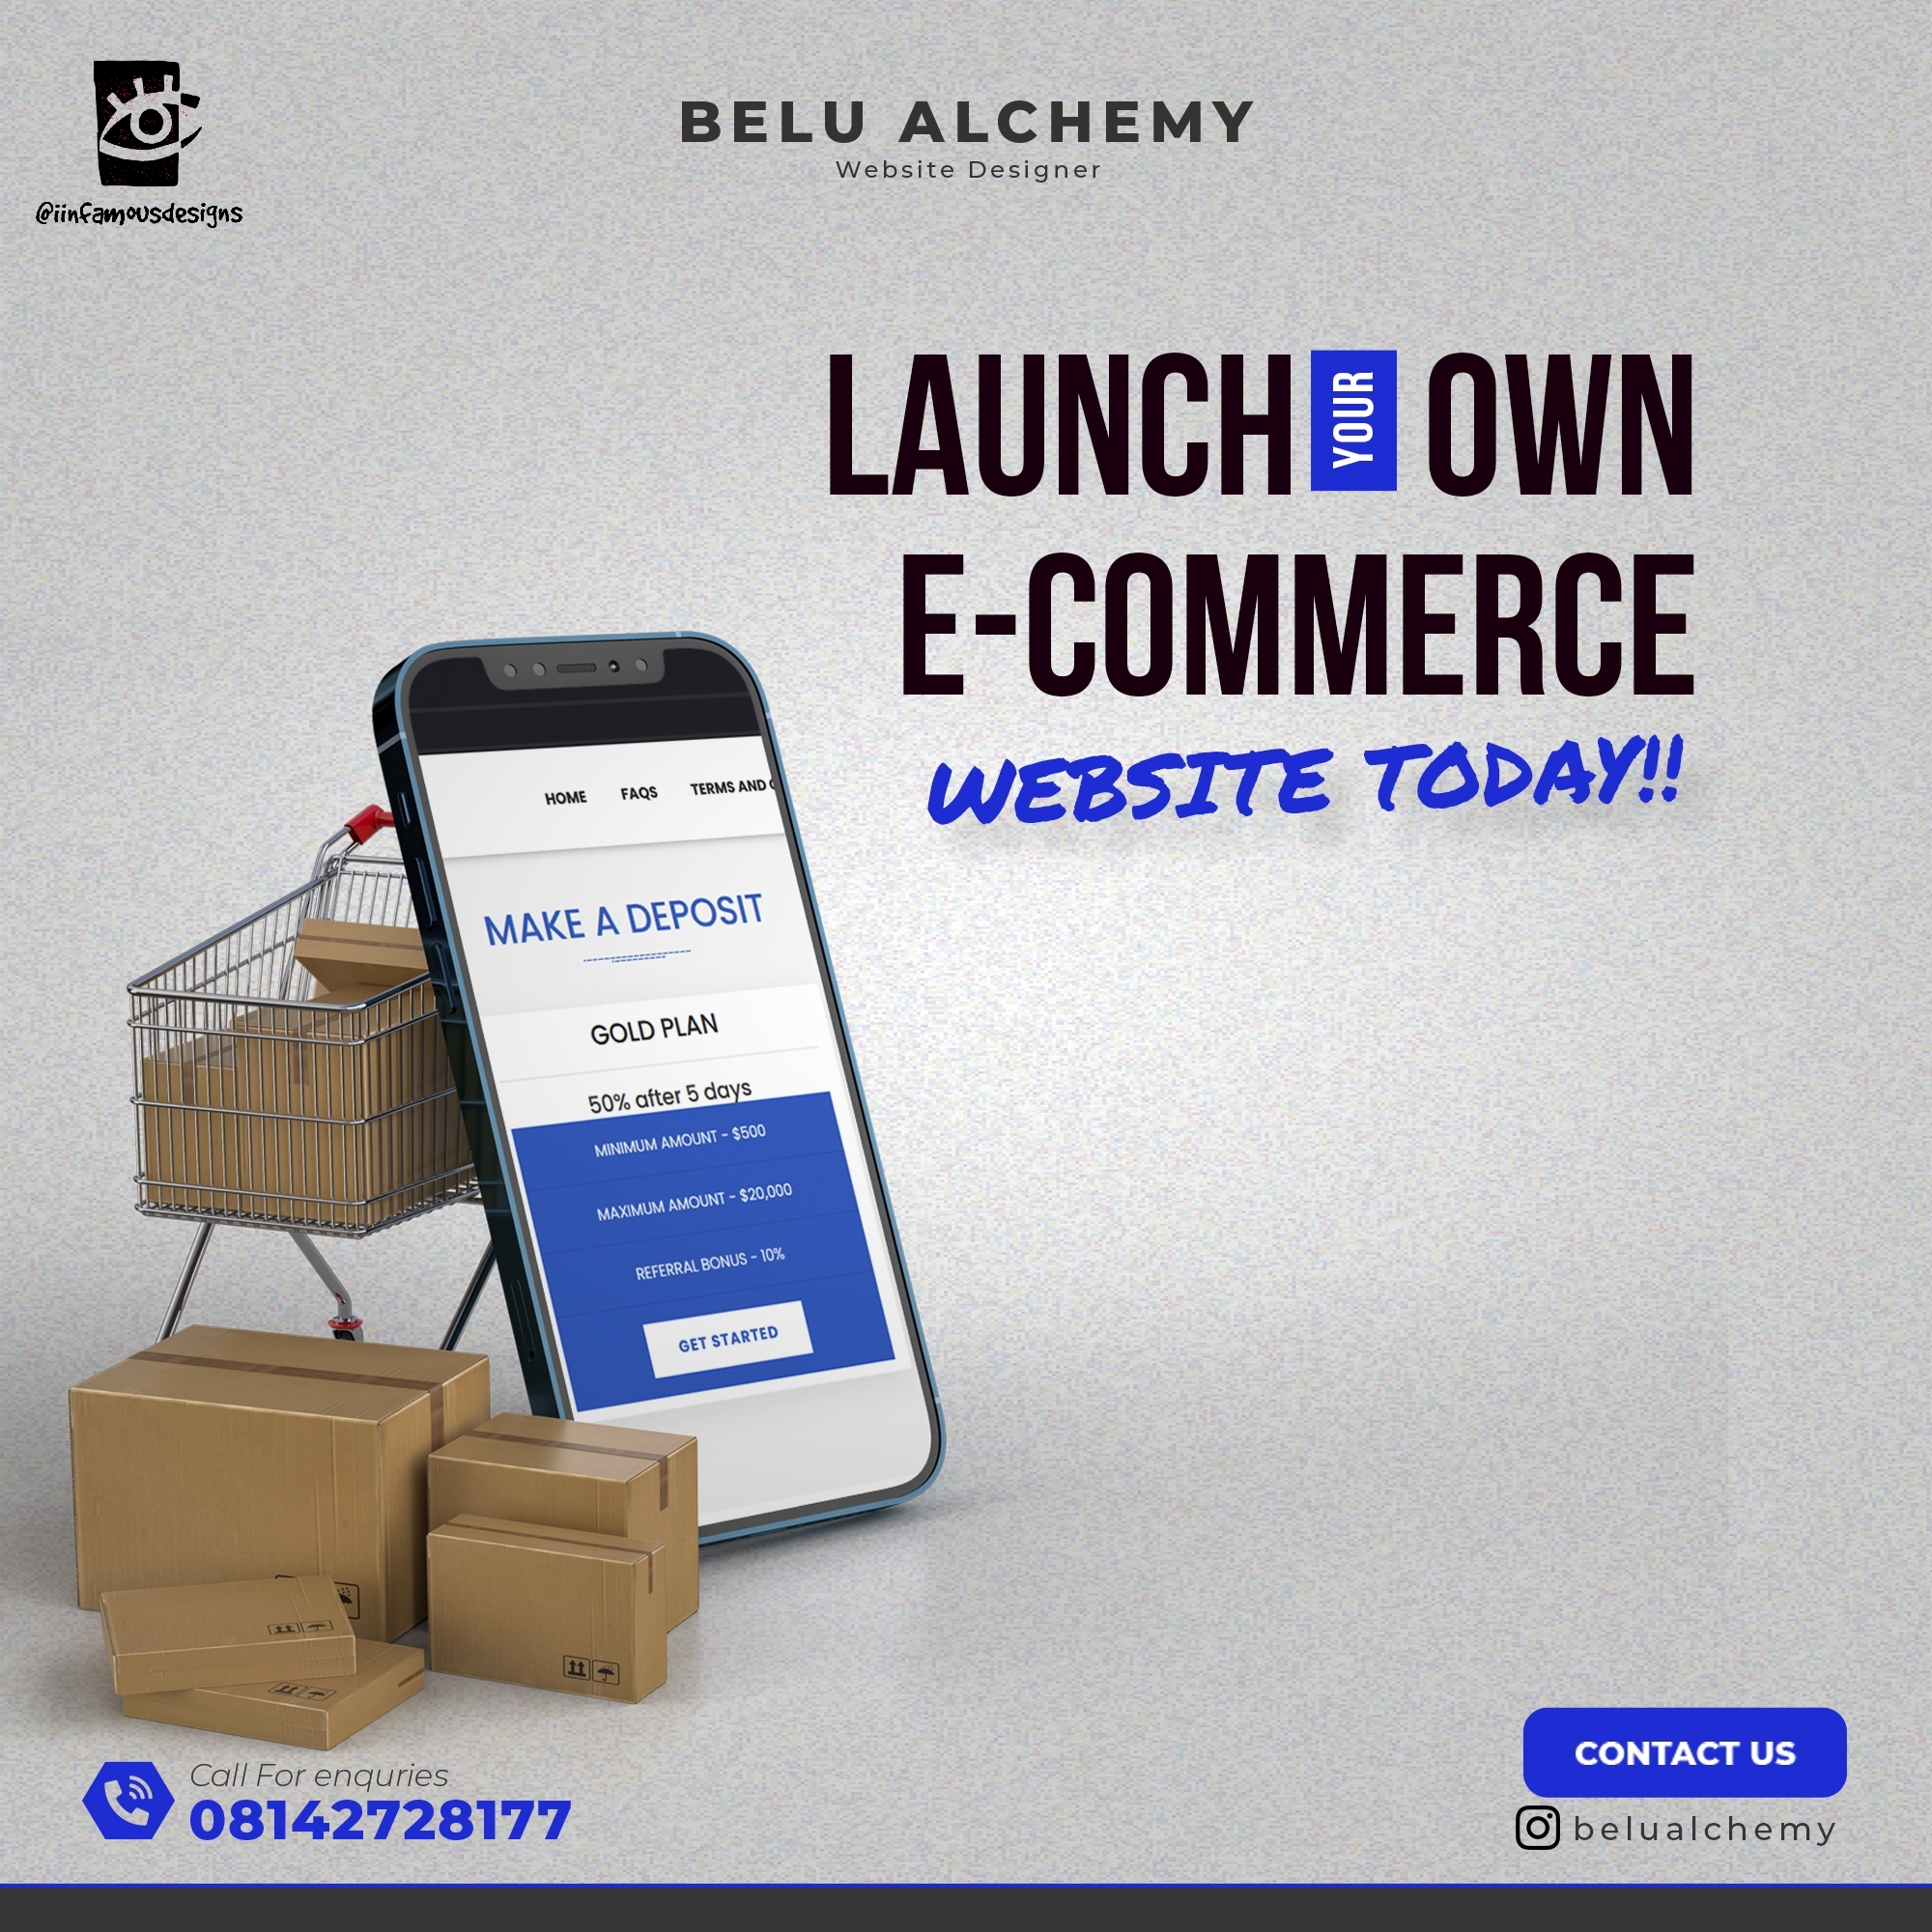 @iinfamousdesigns
BELU ALCHEMY
Website Designer
LAUNCH YOUR OWN
E-COMMERCE
WEBSITE TODAY!!
HOME FAQS TERMS AND
MAKE A DEPOSIT
GOLD PLAN
50% after 5 days
MINIMUM AMOUNT - $500
MAXIMUM AMOUNT - $20,000
REFERRAL BONUS - 10%
GET STARTED
Call For enquries
08142728177
CONTACT US
belualchemy